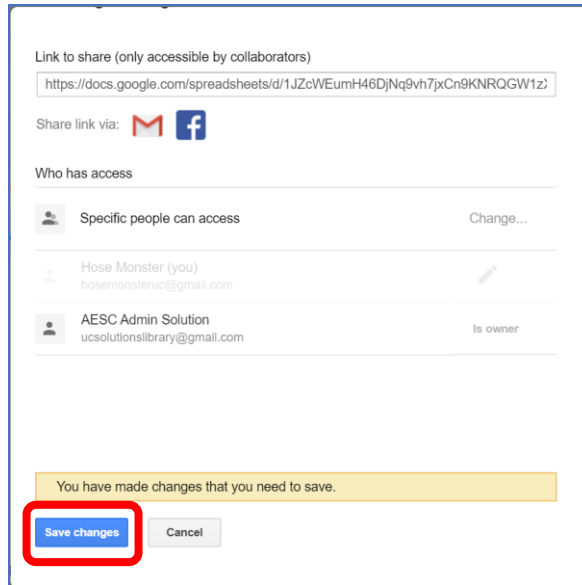 Link to share (only accessible by collaborators)
https://docs.google.com/spreadsheets/d/1JZcWEumH46DjNq9vh7jxCn9KNRQGW1z
Share link via:
Who has access
Specific people can access Change...
Hose Monster (you)
hosemonsteruc@gmail.com
AESC Admin Solution Is owner
ucsolutionslibrary@gmail.com
You have made changes that you need to save.
Save changes Cancel